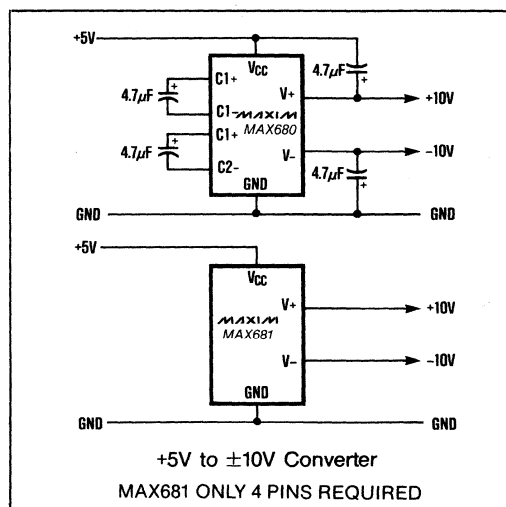 +5V
VCC
4.7µF
C1+
V+
+10V
4.7µF
C1-
MAXIM
MAX680
C1+
4.7µF
C2-
V-
-10V
4.7µF
GND
GND
GND
+5V
VCC
V+
+10V
MAXIM
MAX681
V-
-10V
GND
GND
GND
+5V to ±10V Converter
MAX681 ONLY 4 PINS REQUIRED